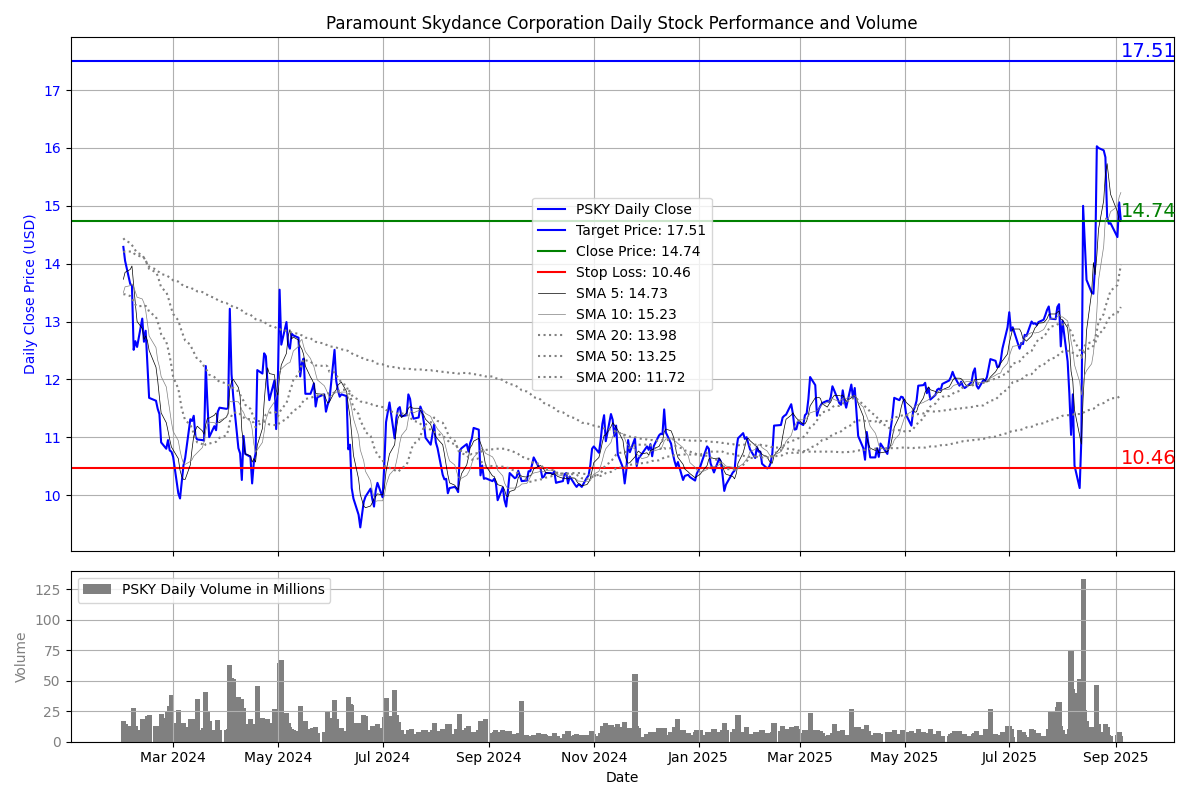 Paramount Skydance Corporation Daily Stock Performance and Volume
Daily Close Price (USD)
17
16
15
14
13
12
11
10
17.51
14.74
10.46
PSKY Daily Close
Target Price: 17.51
Close Price: 14.74
Stop Loss: 10.46
SMA 5: 14.73
SMA 10: 15.23
SMA 20: 13.98
SMA 50: 13.25
SMA 200: 11.72
Volume
125
100
75
50
25
0
PSKY Daily Volume in Millions
Mar 2024 May 2024 Jul 2024 Sep 2024 Nov 2024 Jan 2025 Mar 2025 May 2025 Jul 2025 Sep 2025
Date